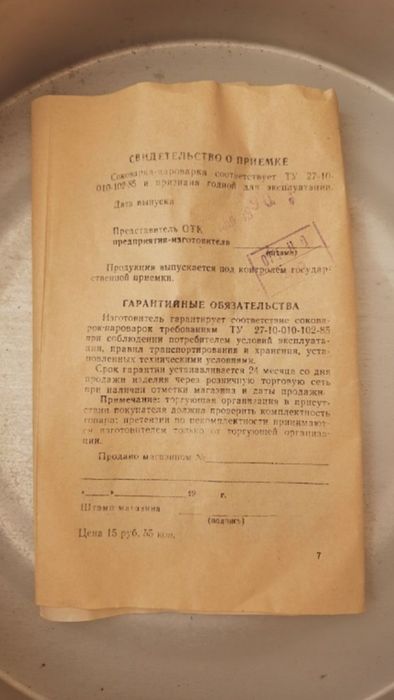 СВИДЕТЕЛЬСТВО О ПРИЕМКЕ
Соковарка-пароварка соответствует ТУ 27-10-
010-102-85 и признана годной для эксплуатации.
Дата выпуска
Представитель ОТК
предприятия-изготовителя
(подпись)
Продукция выпускается под контролем государ-
ственной приемки.
ГАРАНТИЙНЫЕ ОБЯЗАТЕЛЬСТВА
Изготовитель гарантирует соответствие сокова-
рок-пароварок требованиям ТУ 27-10-010-102-85
при соблюдении потребителем условий эксплуата-
ции, правил транспортирования и хранения, уста-
новленных техническими условиями.
Срок гарантии устанавливается 24 месяца со дня
продажи изделия через розничную торговую сеть
при наличии отметки магазина и даты продажи.
Примечание: торгующая организация в присут-
ствии покупателя должна проверить комплектность
товара; претензии по некомплектности принимают-
ся изготовителем только от торгующей организа-
ции.
Продано магазином №
«___»___ 19 г.
Штамп магазина
(подпись)
Цена 15 руб. 55 коп.
7